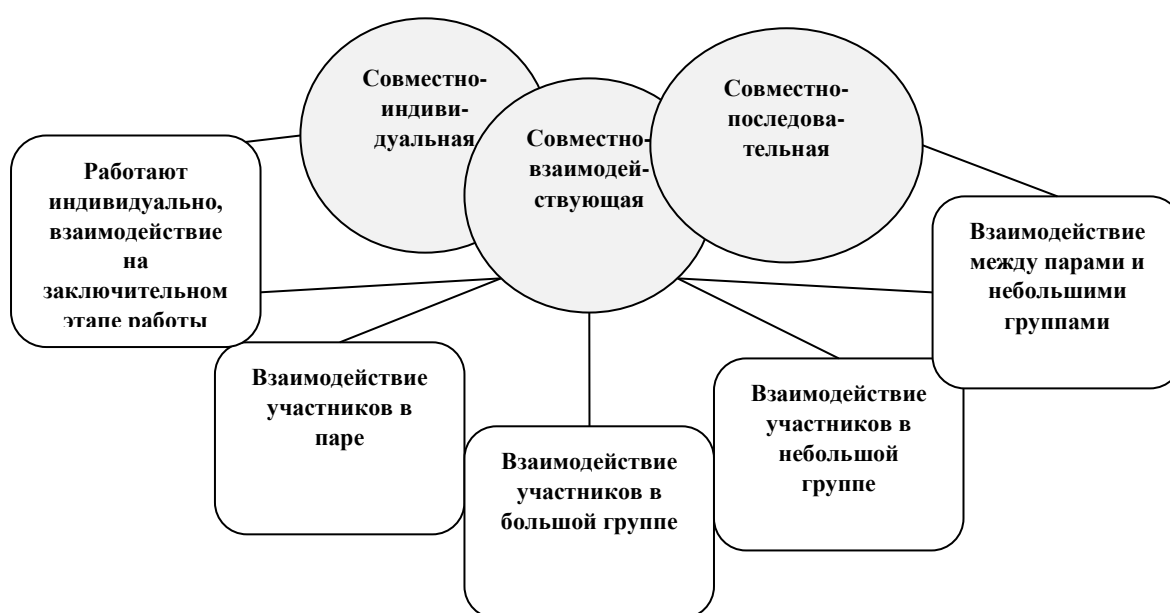 Совместно-
индиви-
дуальная
Совместно-
взаимодей-
ствующая
Совместно-
последова-
тельная
Работают
индивидуально,
взаимодействие
на
заключительном
этапе работы
Взаимодействие
участников в
паре
Взаимодействие
участников в
большой группе
Взаимодействие
участников в
небольшой
группе
Взаимодействие
между парами и
небольшими
группами